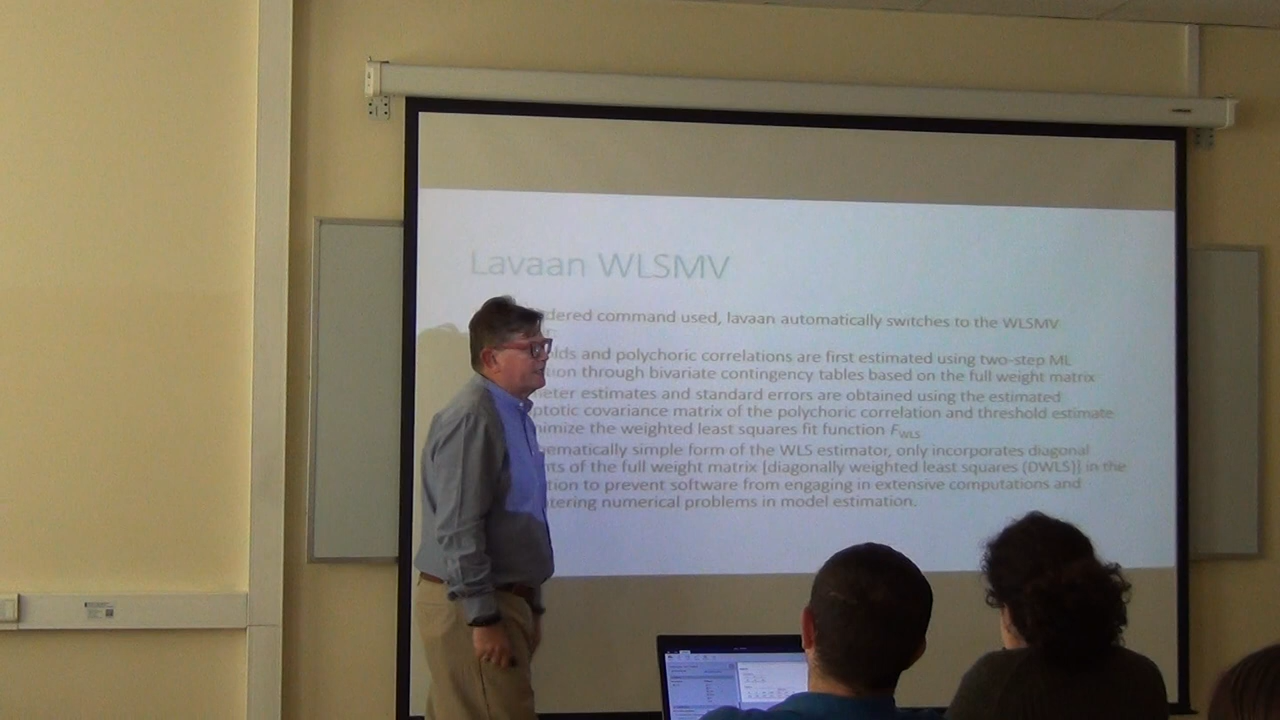 Lavaan WLSMV
dered command used, lavaan automatically switches to the WLSMV
olds and polychoric correlations are first estimated using two-step ML
tion through bivariate contingency tables based on the full weight matrix
meter estimates and standard errors are obtained using the estimated
ptotic covariance matrix of the polychoric correlation and threshold estimate
nimize the weighted least squares fit function FWLS
ematically simple form of the WLS estimator, only incorporates diagonal
nts of the full weight matrix [diagonally weighted least squares (DWLS)] in the
tion to prevent software from engaging in extensive computations and
ntering numerical problems in model estimation.